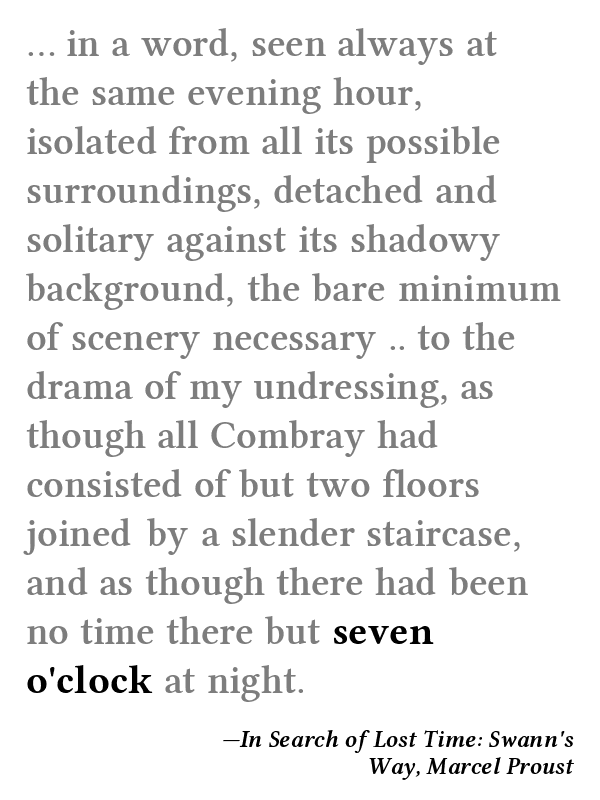 ... in a word, seen always at
the same evening hour,
isolated from all its possible
surroundings, detached and
solitary against its shadowy
background, the bare minimum
of scenery necessary .. to the
drama of my undressing, as
though all Combray had
consisted of but two floors
joined by a slender staircase,
and as though there had been
no time there but seven
o'clock at night.
—In Search of Lost Time: Swann's
Way, Marcel Proust